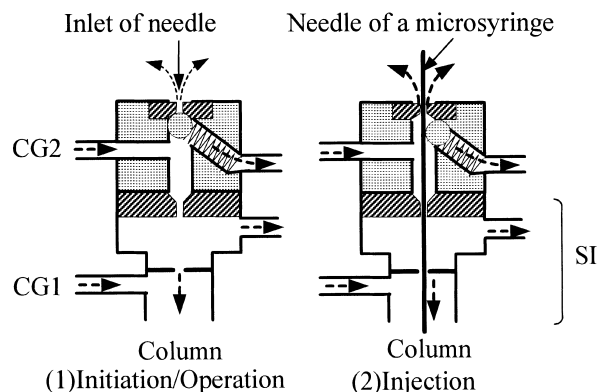 Inlet of needle
Needle of a microsyringe
CG2
SI
CG1
Column
Column
(1)Initiation/Operation
(2)Injection